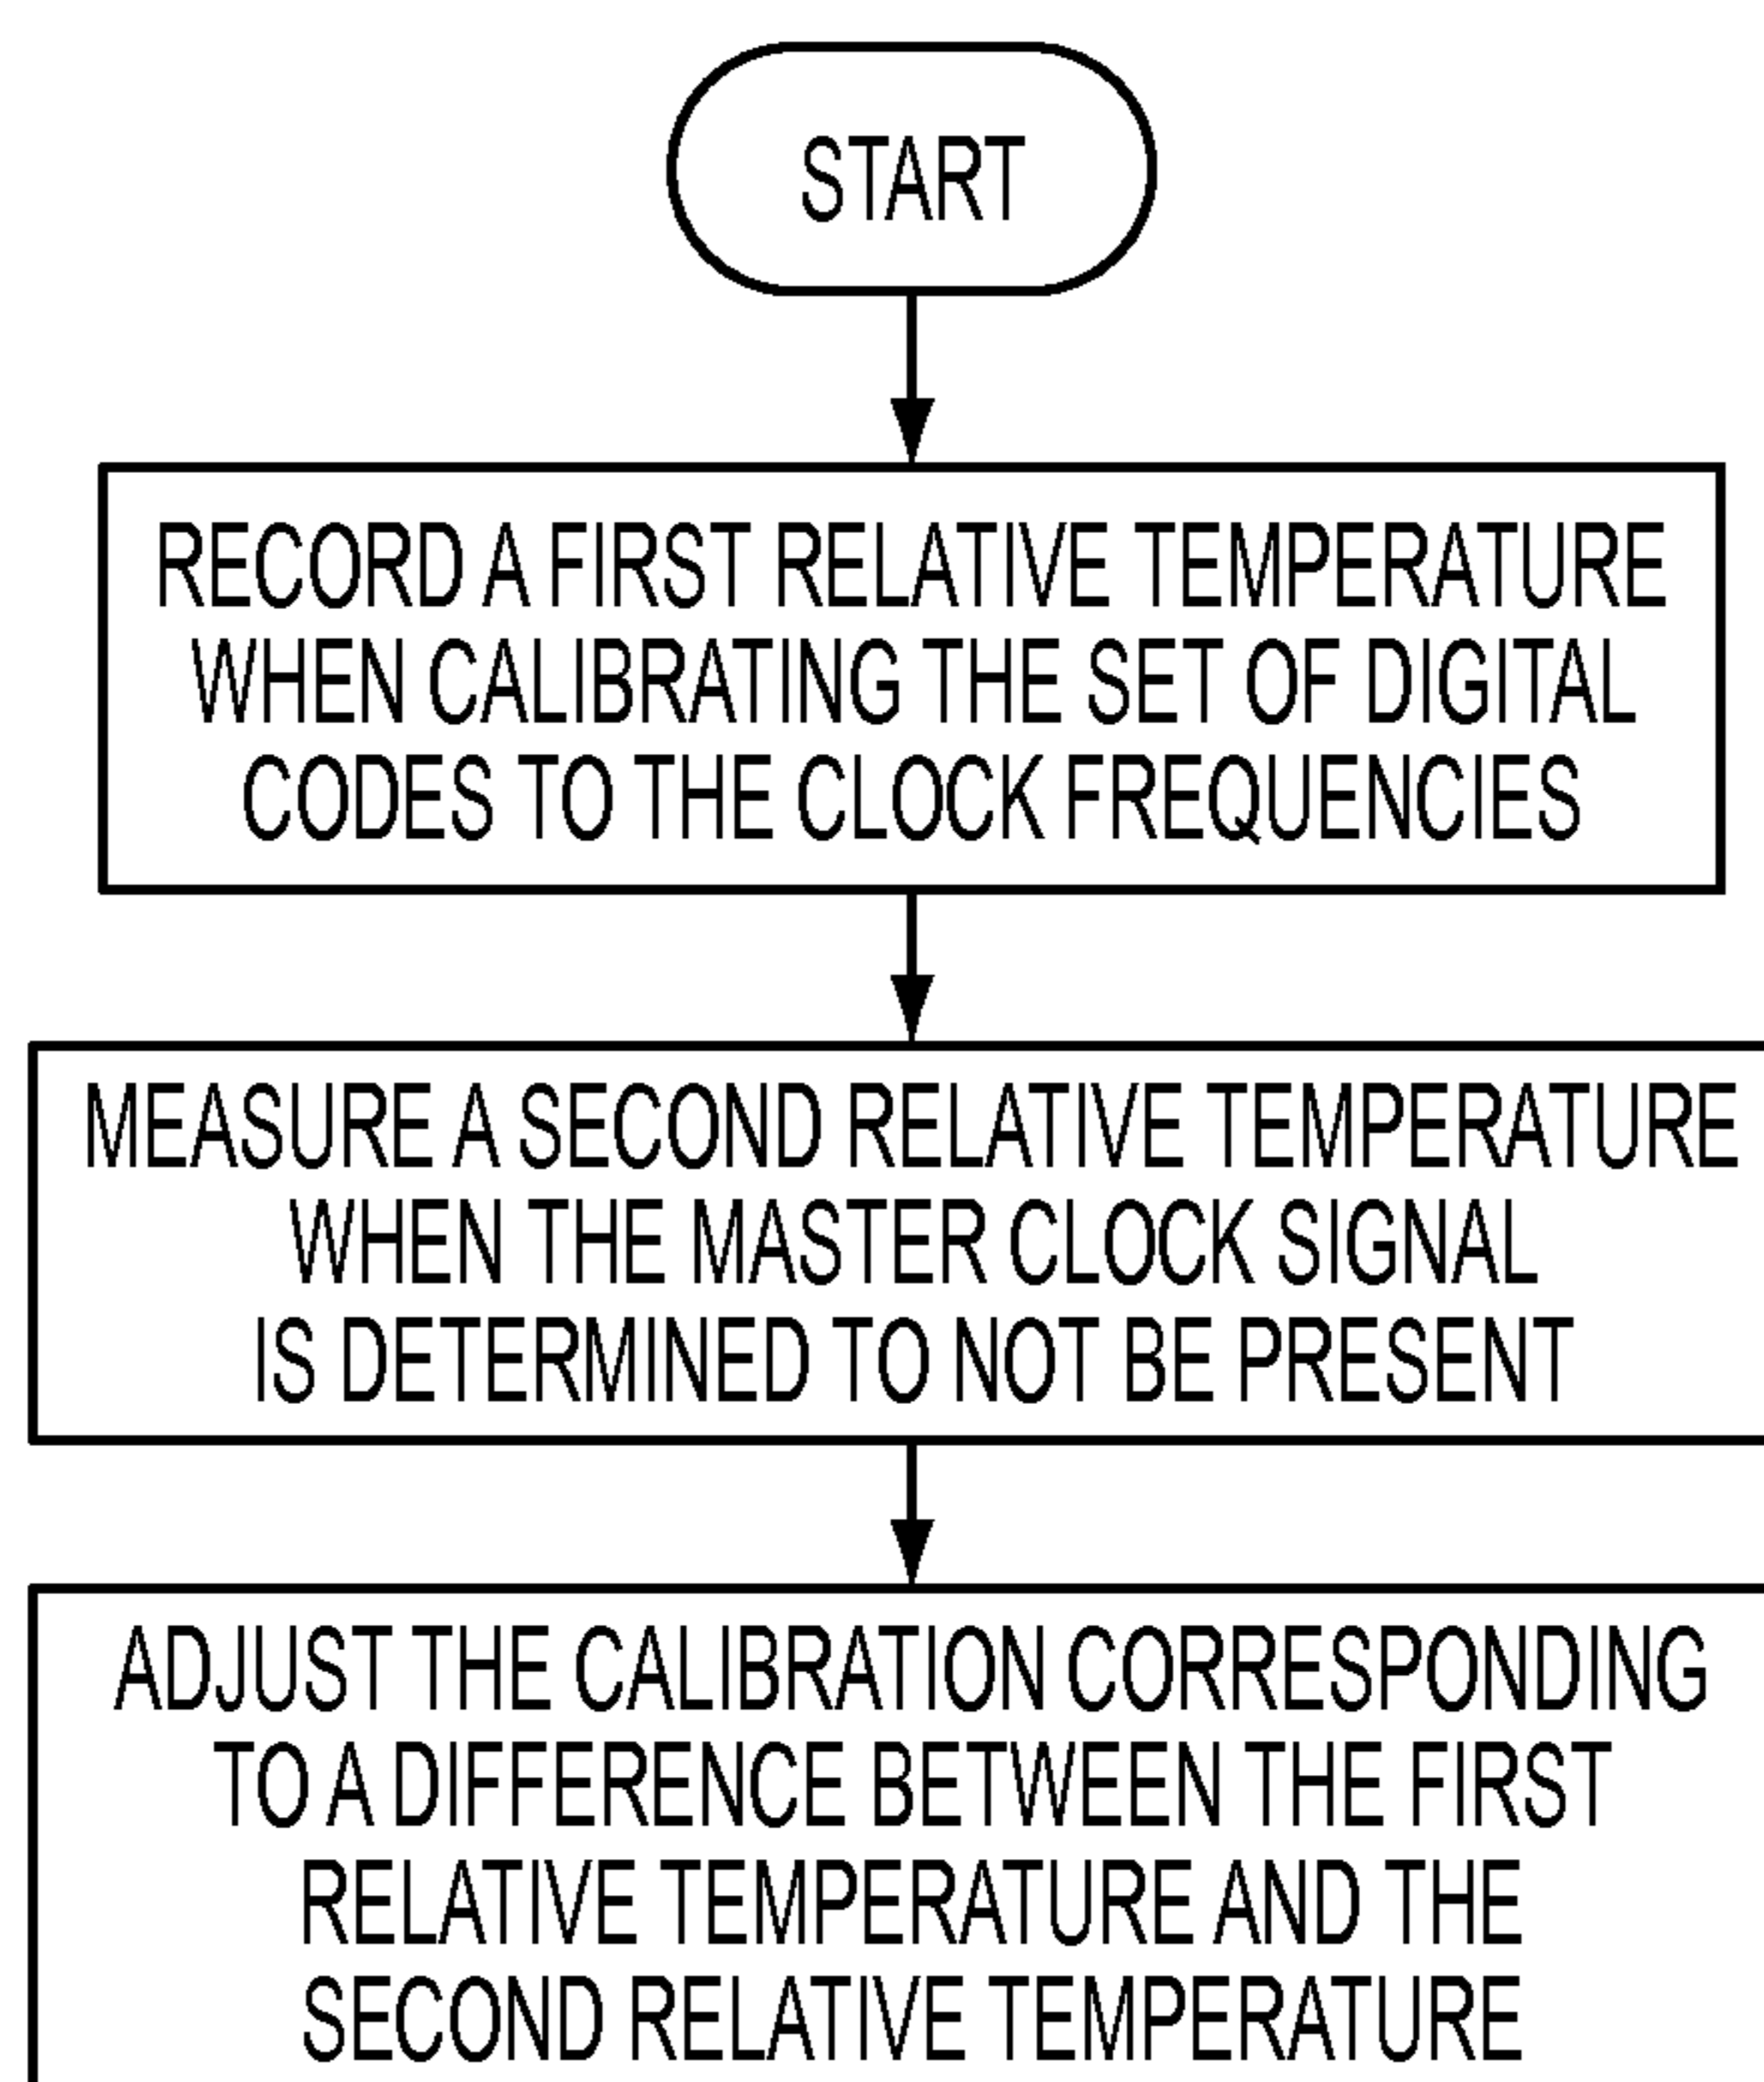 START
RECORD A FIRST RELATIVE TEMPERATURE
WHEN CALIBRATING THE SET OF DIGITAL
CODES TO THE CLOCK FREQUENCIES
MEASURE A SECOND RELATIVE TEMPERATURE
WHEN THE MASTER CLOCK SIGNAL
IS DETERMINED TO NOT BE PRESENT
ADJUST THE CALIBRATION CORRESPONDING
TO A DIFFERENCE BETWEEN THE FIRST
RELATIVE TEMPERATURE AND THE
SECOND RELATIVE TEMPERATURE